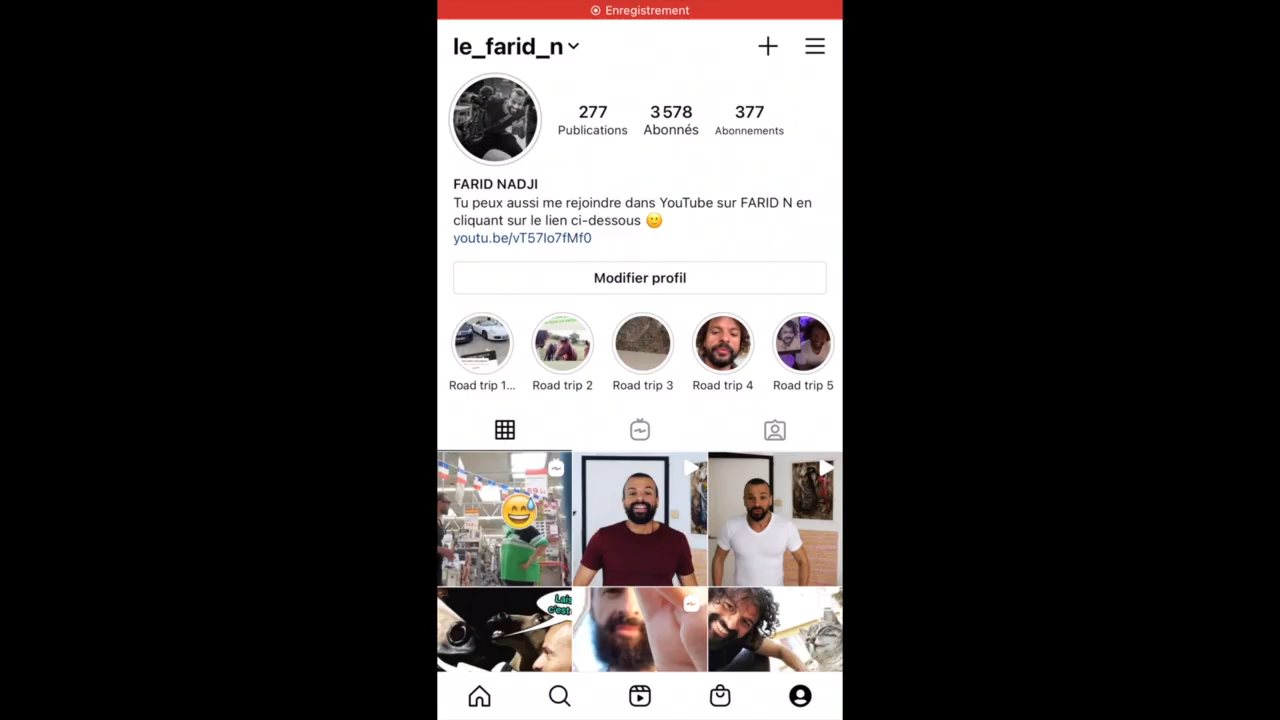 Enregistrement
le_farid_n
277
Publications
3 578
Abonnés
377
Abonnements
FARID NADJI
Tu peux aussi me rejoindre dans YouTube sur FARID N en
cliquant sur le lien ci-dessous
youtu.be/vT57Io7fMf0
Modifier profil
Road trip 1...
Road trip 2
Road trip 3
Road trip 4
Road trip 5